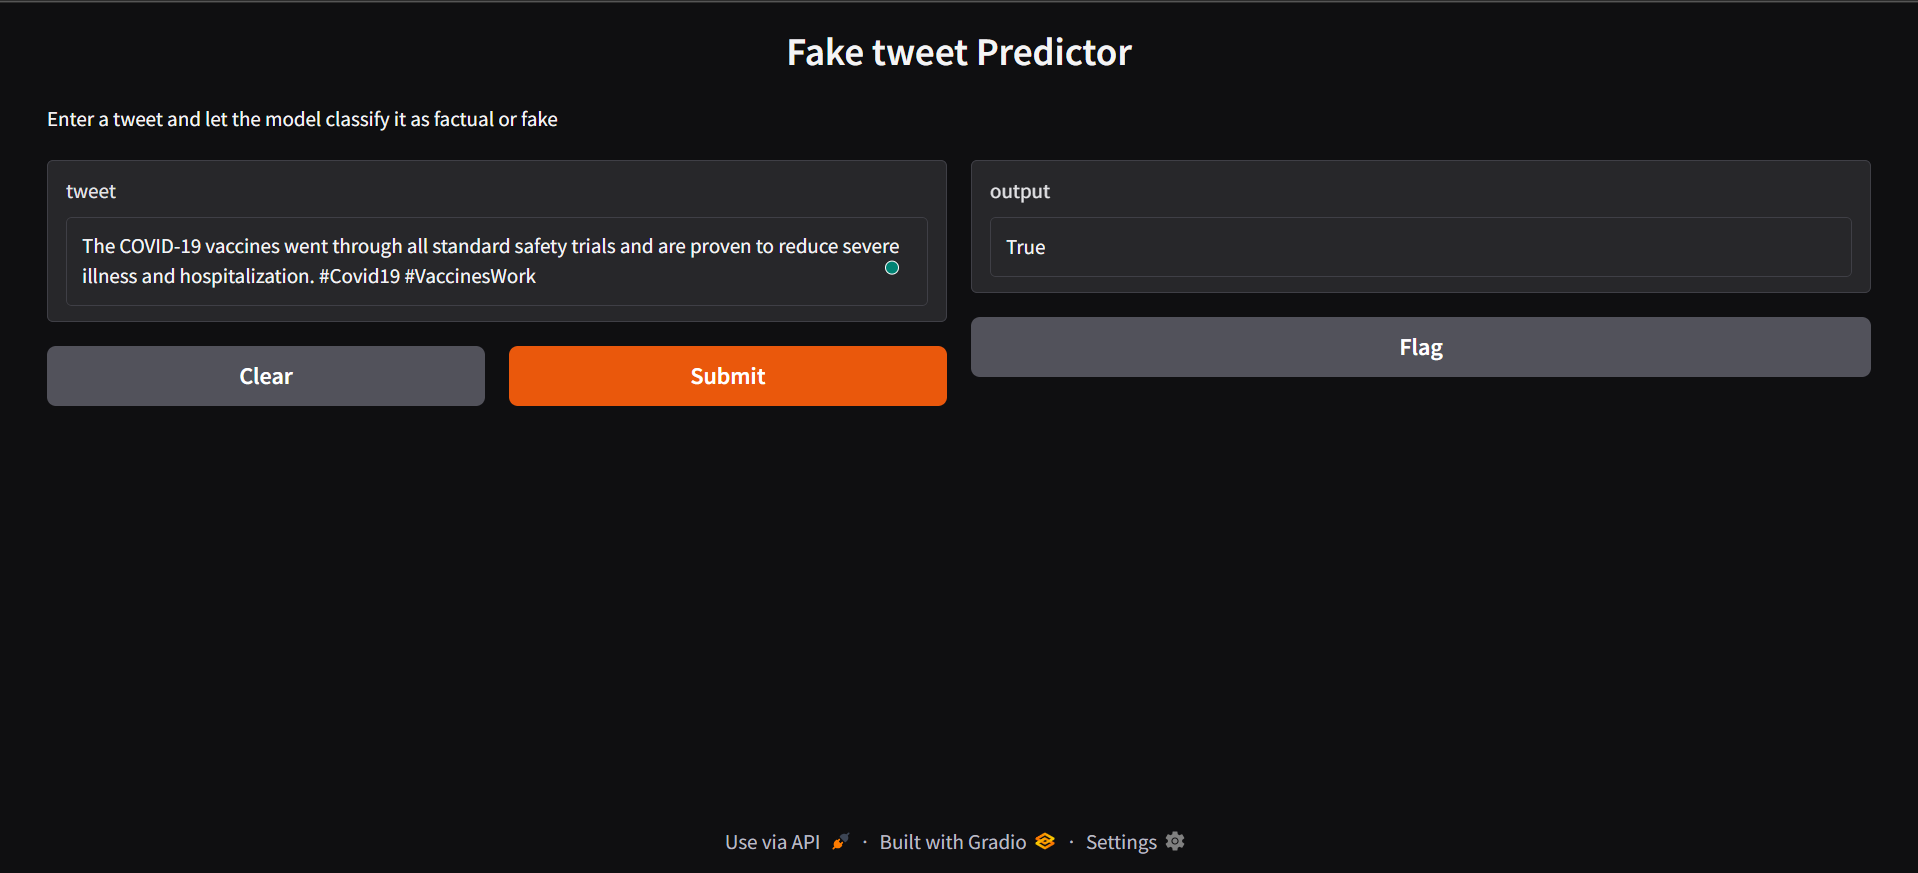 Fake tweet Predictor
Enter a tweet and let the model classify it as factual or fake
tweet
The COVID-19 vaccines went through all standard safety trials and are proven to reduce severe
illness and hospitalization. #Covid19 #VaccinesWork
Clear
Submit
output
True
Flag
Use via API · Built with Gradio · Settings